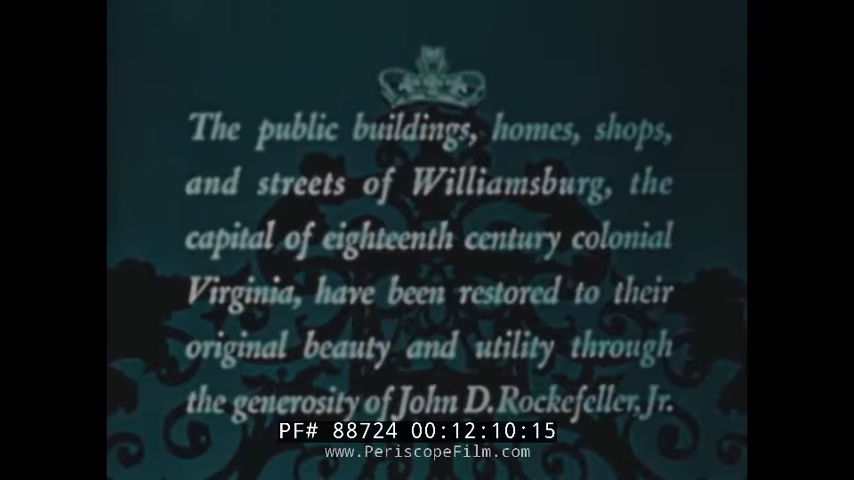 The public buildings, homes, shops,
and streets of Williamsburg, the
capital of eighteenth century colonial
Virginia, have been restored to their
original beauty and utility through
the generosity of John D. Rockefeller, Jr.
PF# 88724 00:12:10:15
www.PeriscopeFilm.com